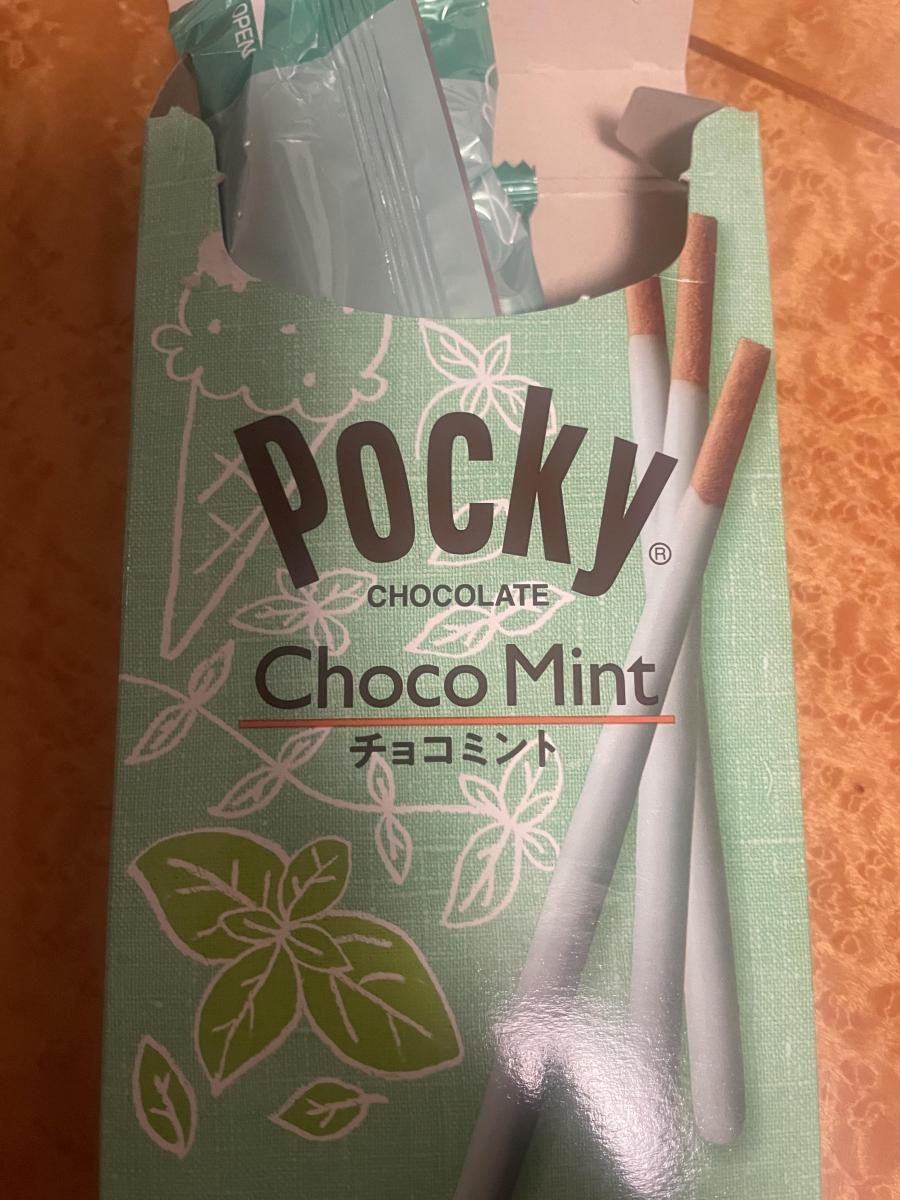 OPEN
Pocky®
CHOCOLATE
Choco Mint
チョコミント